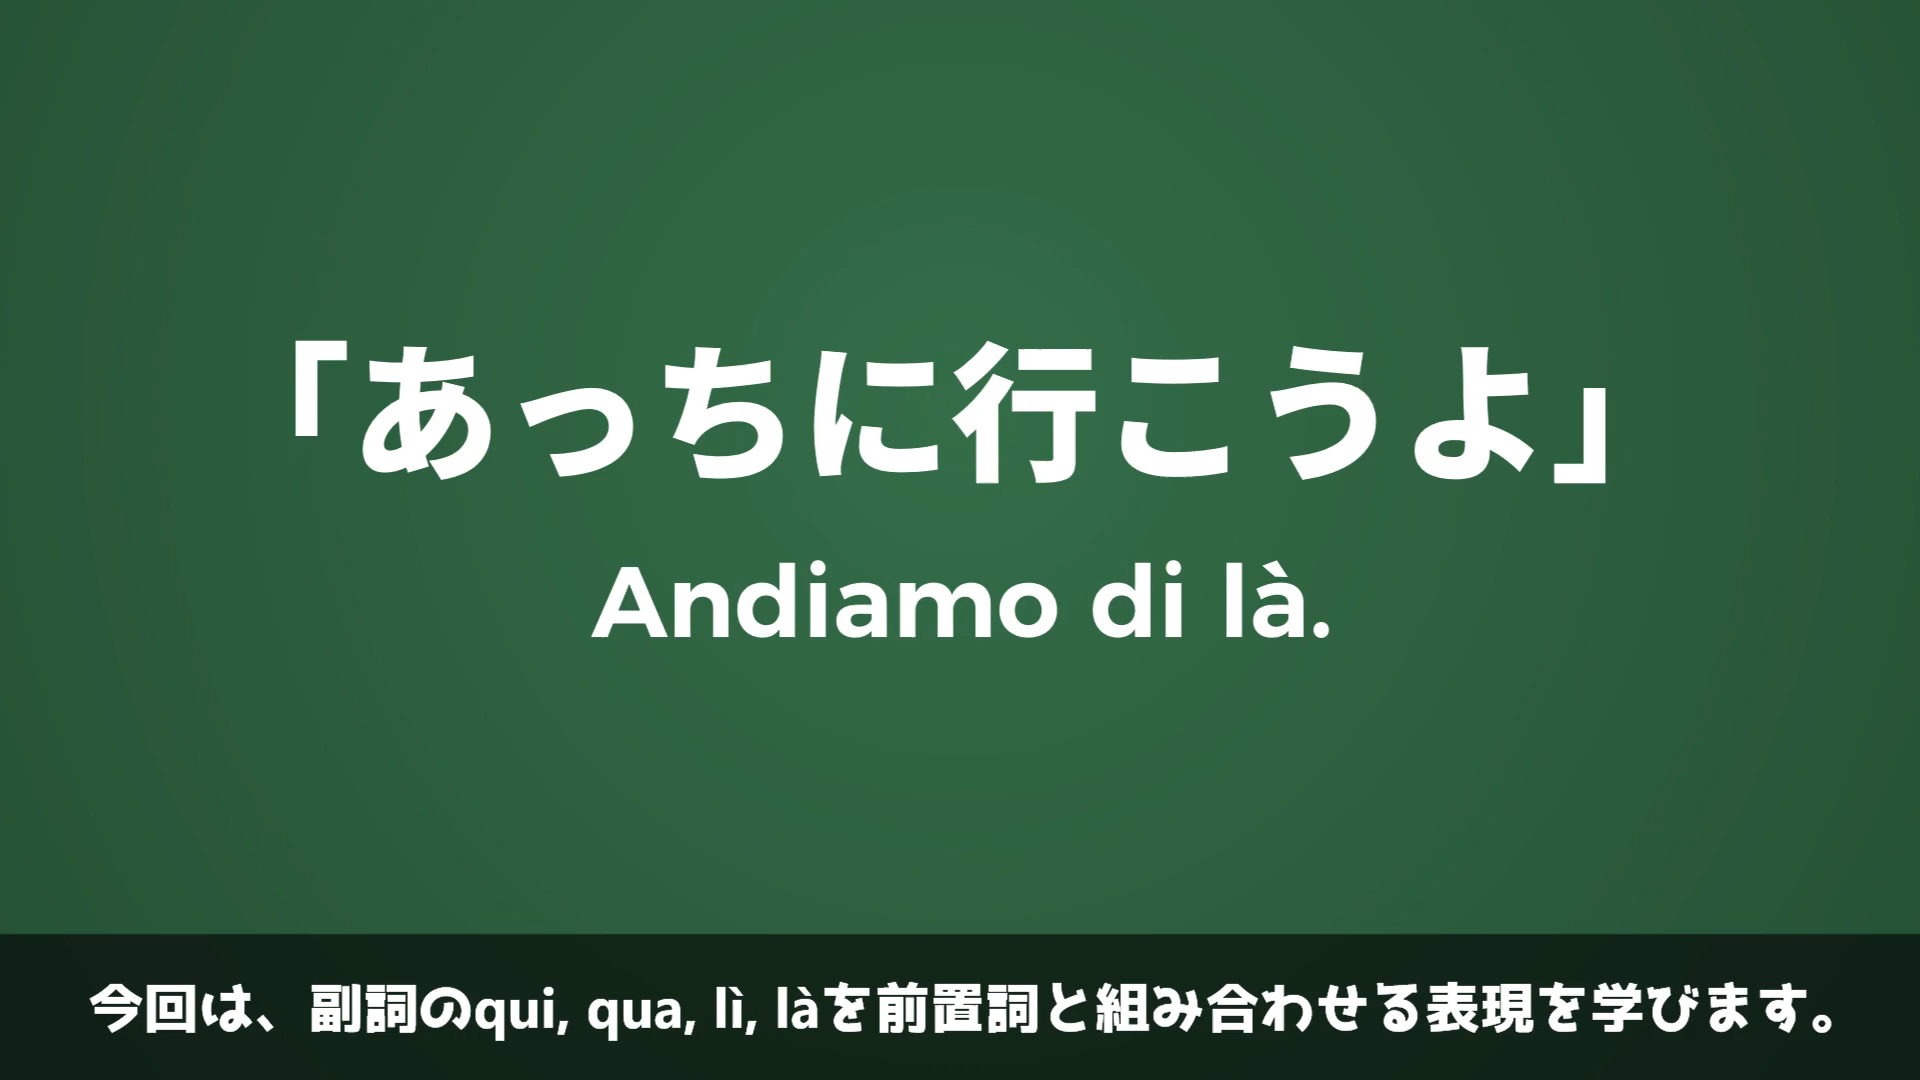 「あっちに行こうよ」
Andiamo di là.
今回は、副詞のqui, qua, lì, làを前置詞と組み合わせる表現を学びます。